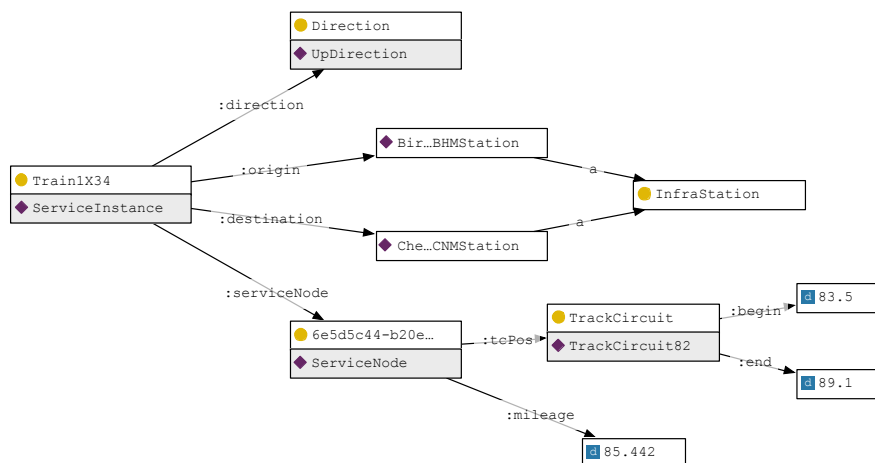 Direction
UpDirection
:direction
Bir…BHMStation
:origin
a
Train1X34
ServiceInstance
InfraStation
:destination
Che…CNMStation
a
:serviceNode
d 83.5
:begin
TrackCircuit
6e5d5c44-b20e…
:tcPos
TrackCircuit82
ServiceNode
:end
d 89.1
:mileage
d 85.442